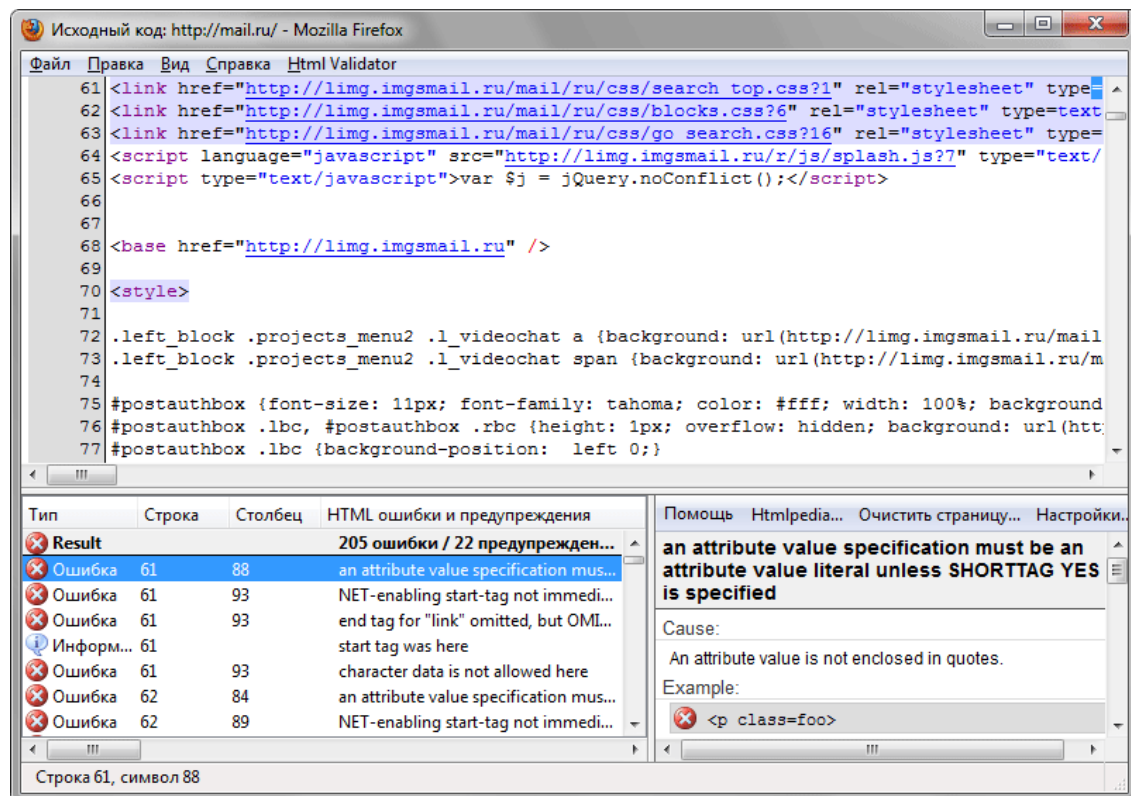 Исходный код: http://mail.ru/ - Mozilla Firefox
Файл Правка Вид Справка Html Validator
61 <link href="http://limg.imgsmail.ru/mail/ru/css/search_top.css?1" rel="stylesheet" type=
62 <link href="http://limg.imgsmail.ru/mail/ru/css/blocks.css?6" rel="stylesheet" type=text
63 <link href="http://limg.imgsmail.ru/mail/ru/css/go_search.css?16" rel="stylesheet" type=
64 <script language="javascript" src="http://limg.imgsmail.ru/r/js/splash.js?7" type="text/
65 <script type="text/javascript">var $j = jQuery.noConflict();</script>
66
67
68 <base href="http://limg.imgsmail.ru" />
69
70 <style>
71
72 .left_block .projects_menu2 .l_videochat a {background: url(http://limg.imgsmail.ru/mail
73 .left_block .projects_menu2 .l_videochat span {background: url(http://limg.imgsmail.ru/m
74
75 #postauthbox {font-size: 11px; font-family: tahoma; color: #fff; width: 100%; background
76 #postauthbox .lbc, #postauthbox .rbc {height: 1px; overflow: hidden; background: url(htt
77 #postauthbox .lbc {background-position:  left 0;}
Тип Строка Столбец HTML ошибки и предупреждения
Result 205 ошибки / 22 предупрежден...
Ошибка 61 88 an attribute value specification mus...
Ошибка 61 93 NET-enabling start-tag not immedi...
Ошибка 61 93 end tag for "link" omitted, but OMI...
Информ... 61 start tag was here
Ошибка 61 93 character data is not allowed here
Ошибка 62 84 an attribute value specification mus...
Ошибка 62 89 NET-enabling start-tag not immedi...
Помощь Htmlpedia... Очистить страницу... Настройки..
an attribute value specification must be an
attribute value literal unless SHORTTAG YES
is specified
Cause:
An attribute value is not enclosed in quotes.
Example:
<p class=foo>
Строка 61, символ 88